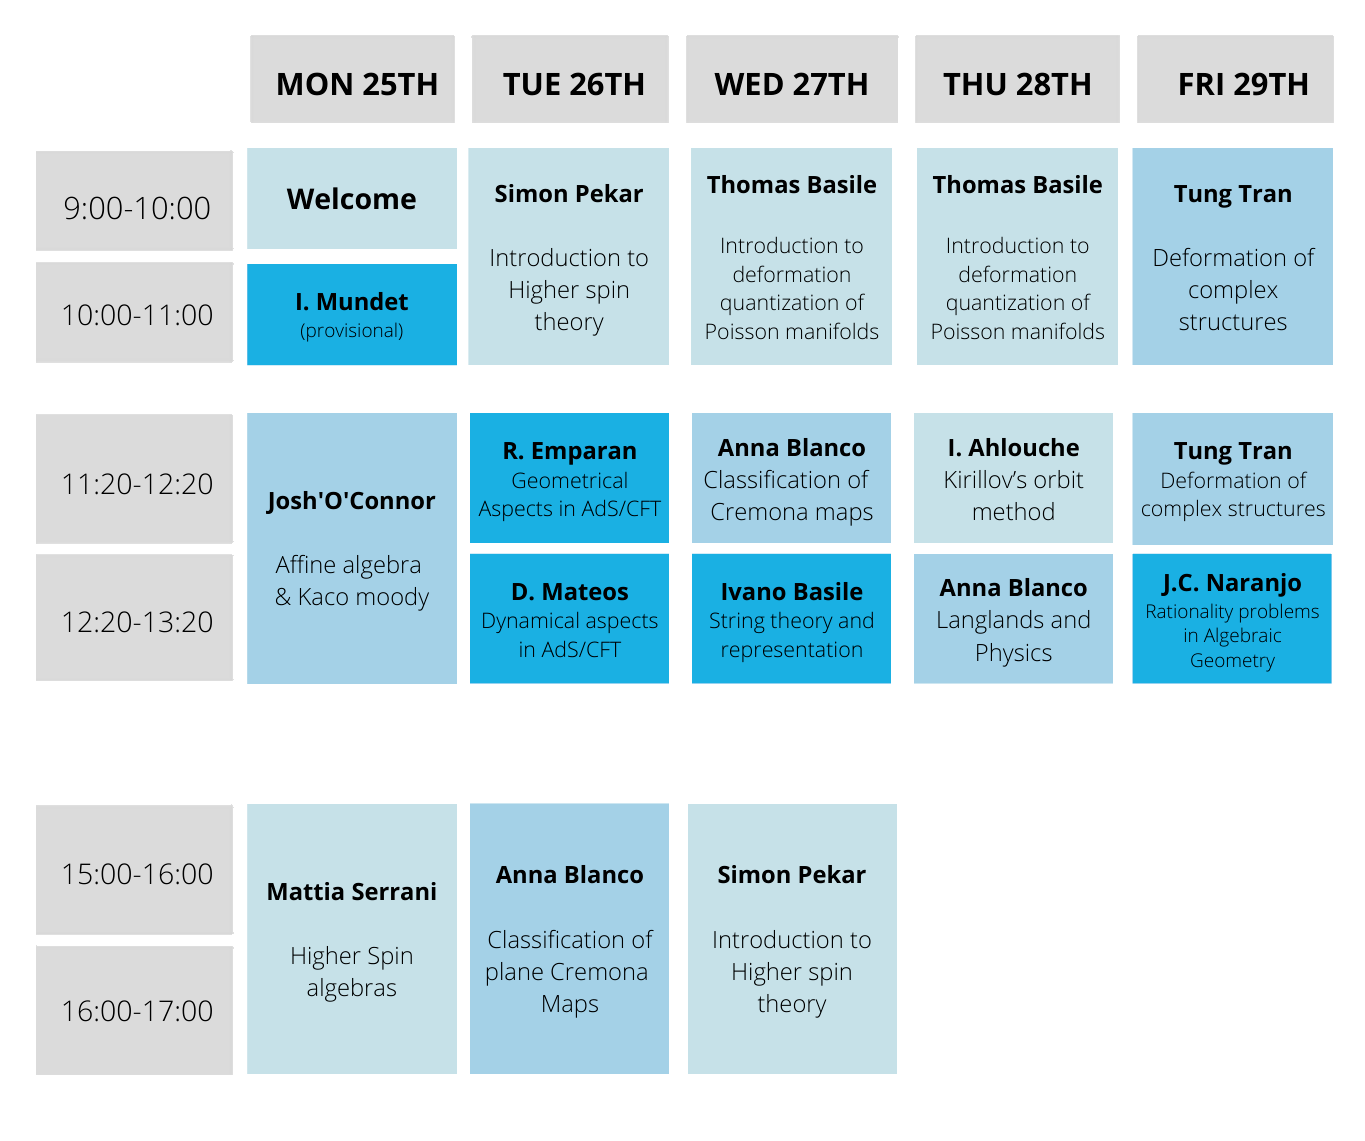 MON 25TH
TUE 26TH
WED 27TH
THU 28TH
FRI 29TH
9:00-10:00
Welcome
10:00-11:00
I. Mundet
(provisional)
Simon Pekar
Introduction to
Higher spin
theory
Thomas Basile
Introduction to
deformation
quantization of
Poisson manifolds
Thomas Basile
Introduction to
deformation
quantization of
Poisson manifolds
Tung Tran
Deformation of
complex
structures
11:20-12:20
12:20-13:20
Josh'O'Connor
Affine algebra
& Kaco moody
R. Emparan
Geometrical
Aspects in AdS/CFT
D. Mateos
Dynamical aspects
in AdS/CFT
Anna Blanco
Classification of
Cremona maps
Ivano Basile
String theory and
representation
I. Ahlouche
Kirillov’s orbit
method
Anna Blanco
Langlands and
Physics
Tung Tran
Deformation of
complex structures
J.C. Naranjo
Rationality problems
in Algebraic
Geometry
15:00-16:00
16:00-17:00
Mattia Serrani
Higher Spin
algebras
Anna Blanco
Classification of
plane Cremona
Maps
Simon Pekar
Introduction to
Higher spin
theory